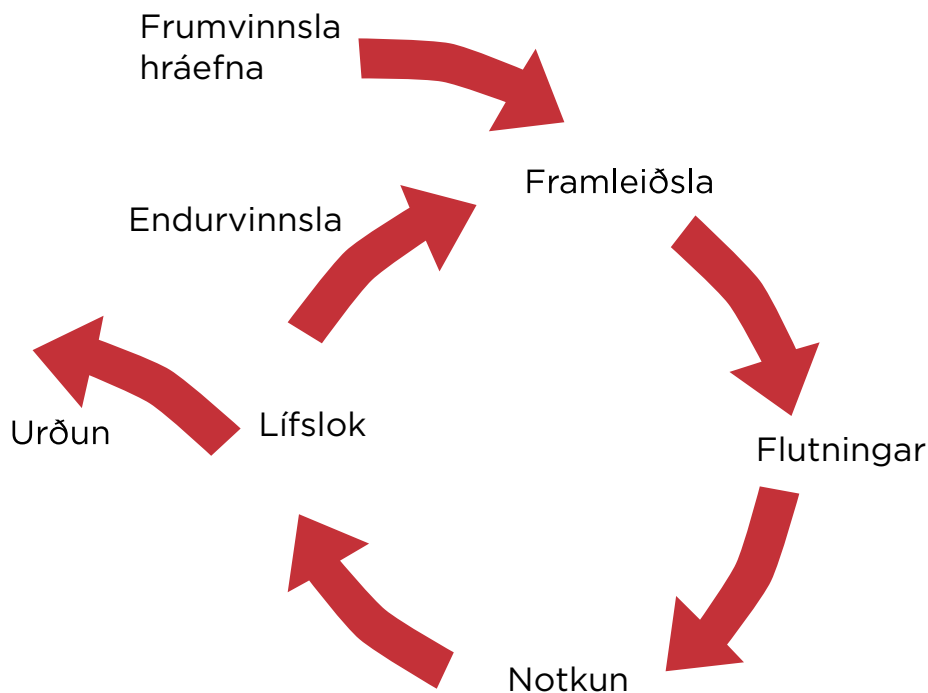 Frumvinnsla
hráefna
Framleiðsla
Endurvinnsla
Urðun
Lífslok
Flutningar
Notkun